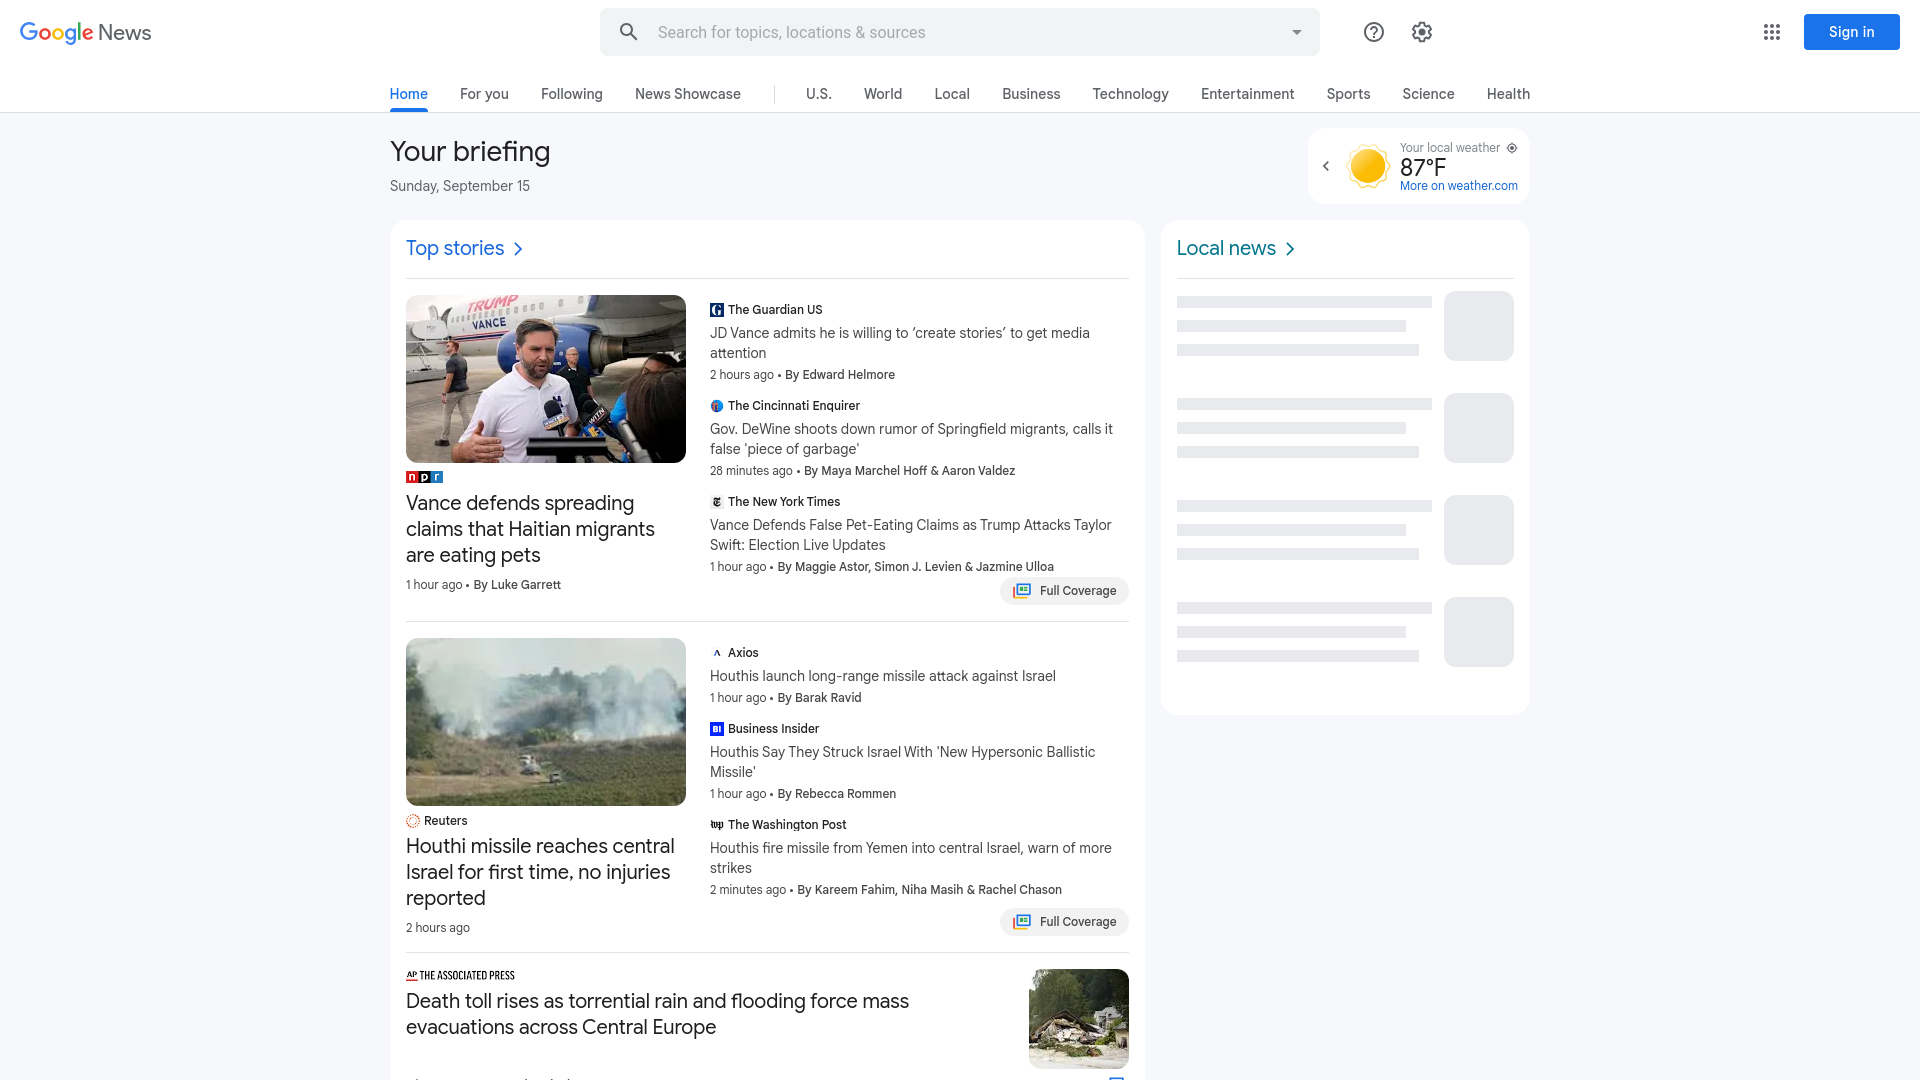 Google News
Search for topics, locations & sources
Sign in
Home
For you
Following
News Showcase
U.S.
World
Local
Business
Technology
Entertainment
Sports
Science
Health
Your briefing
Sunday, September 15
Your local weather
87°F
More on weather.com
Top stories
TRUMP
VANCE
npr
Vance defends spreading
claims that Haitian migrants
are eating pets
1 hour ago • By Luke Garrett
The Guardian US
JD Vance admits he is willing to ‘create stories’ to get media
attention
2 hours ago • By Edward Helmore
The Cincinnati Enquirer
Gov. DeWine shoots down rumor of Springfield migrants, calls it
false 'piece of garbage'
28 minutes ago • By Maya Marchel Hoff & Aaron Valdez
The New York Times
Vance Defends False Pet-Eating Claims as Trump Attacks Taylor
Swift: Election Live Updates
1 hour ago • By Maggie Astor, Simon J. Levien & Jazmine Ulloa
Full Coverage
Reuters
Houthi missile reaches central
Israel for first time, no injuries
reported
2 hours ago
Axios
Houthis launch long-range missile attack against Israel
1 hour ago • By Barak Ravid
BI Business Insider
Houthis Say They Struck Israel With 'New Hypersonic Ballistic
Missile'
1 hour ago • By Rebecca Rommen
wp The Washington Post
Houthis fire missile from Yemen into central Israel, warn of more
strikes
2 minutes ago • By Kareem Fahim, Niha Masih & Rachel Chason
Full Coverage
AP THE ASSOCIATED PRESS
Death toll rises as torrential rain and flooding force mass
evacuations across Central Europe
Local news